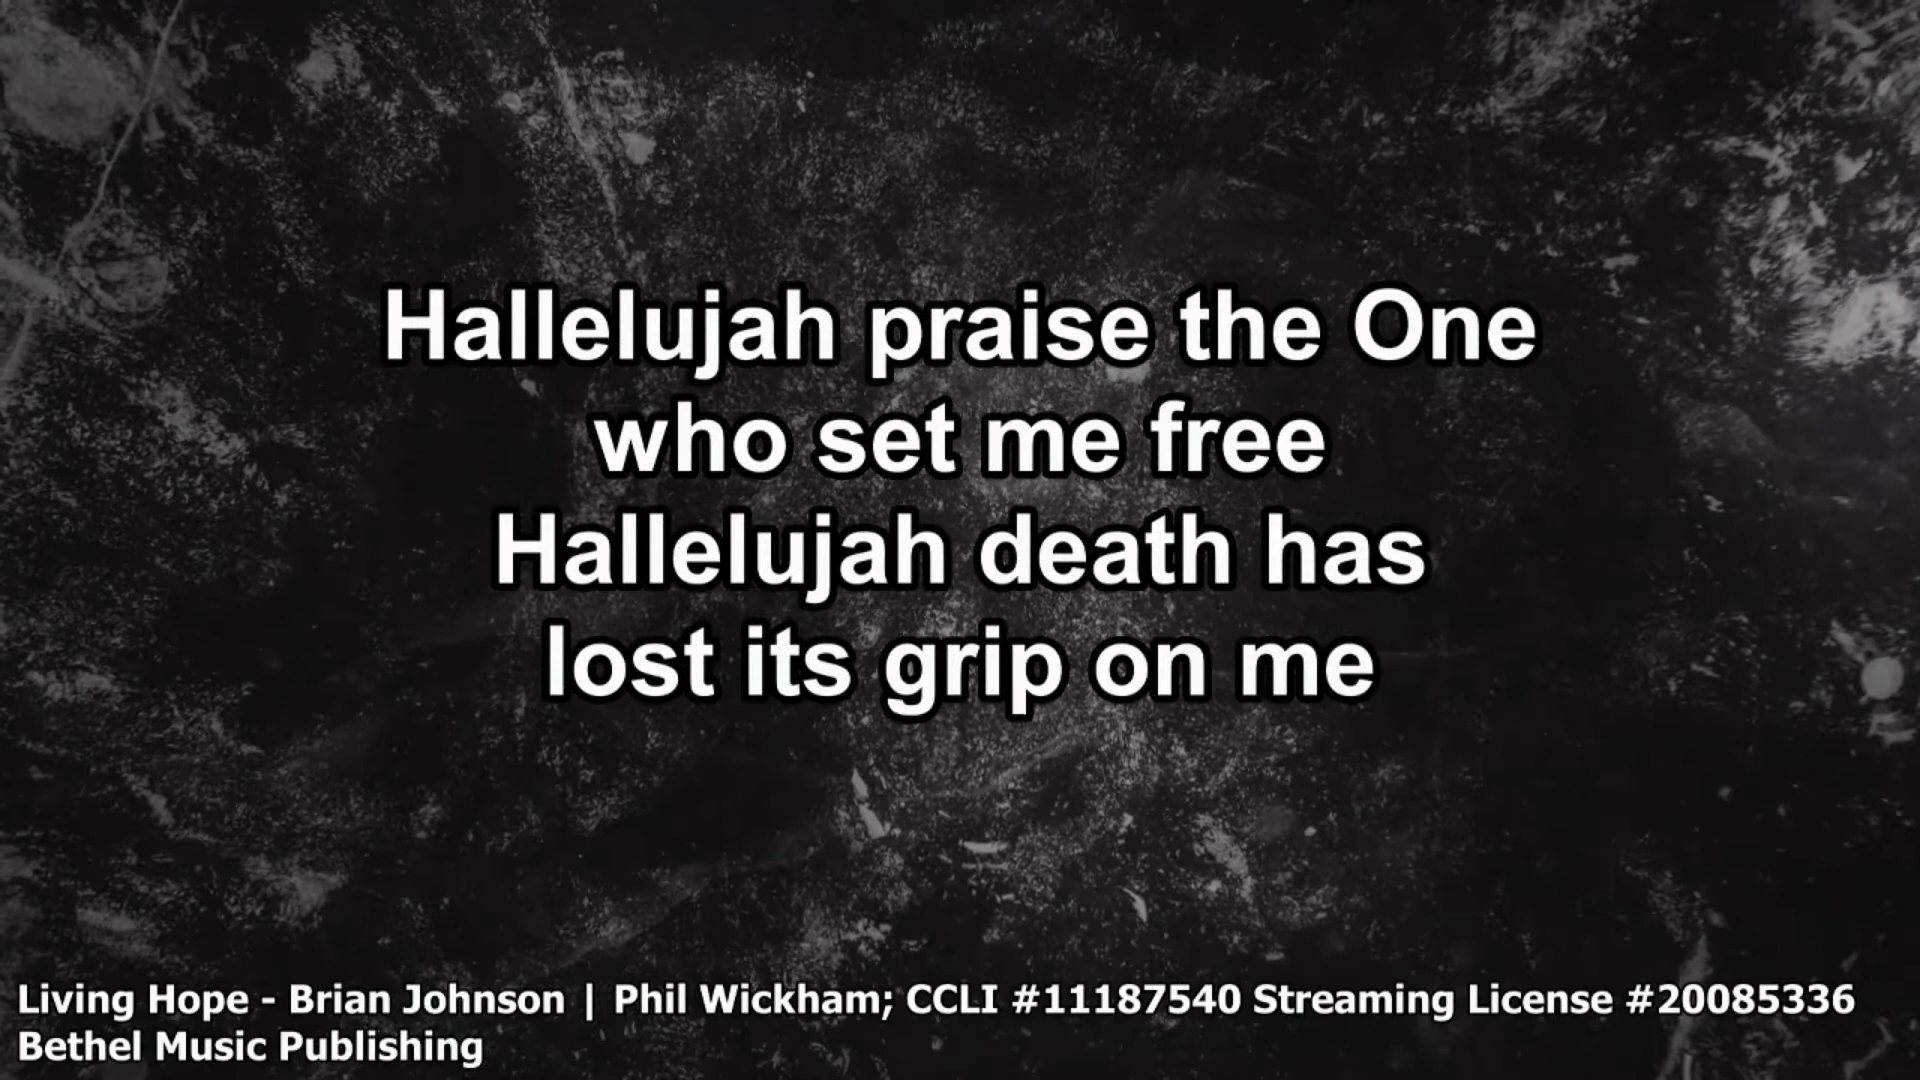 Hallelujah praise the One
who set me free
Hallelujah death has
lost its grip on me
Living Hope - Brian Johnson | Phil Wickham; CCLI #11187540 Streaming License #20085336
Bethel Music Publishing